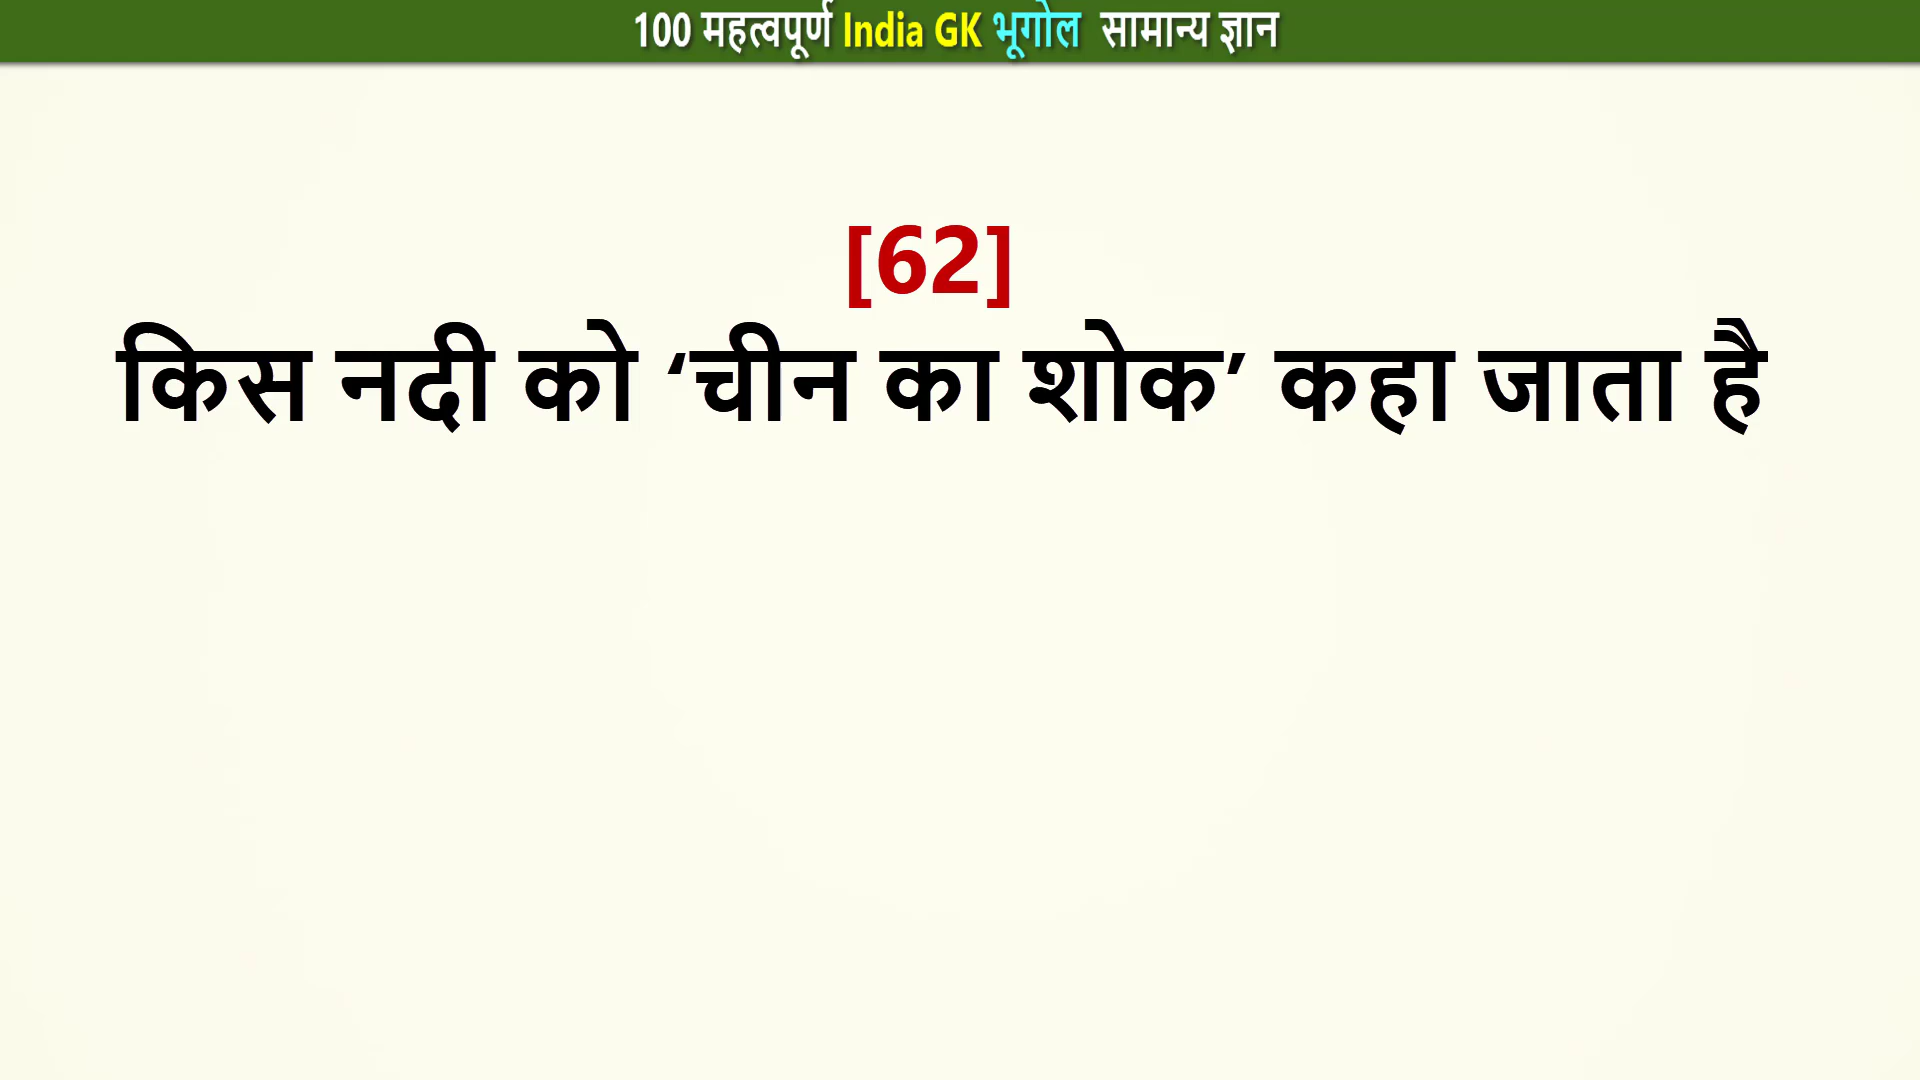 100 महत्वपूर्ण India GK भूगोल सामान्य ज्ञान
[62]
किस नदी को ‘चीन का शोक’ कहा जाता है